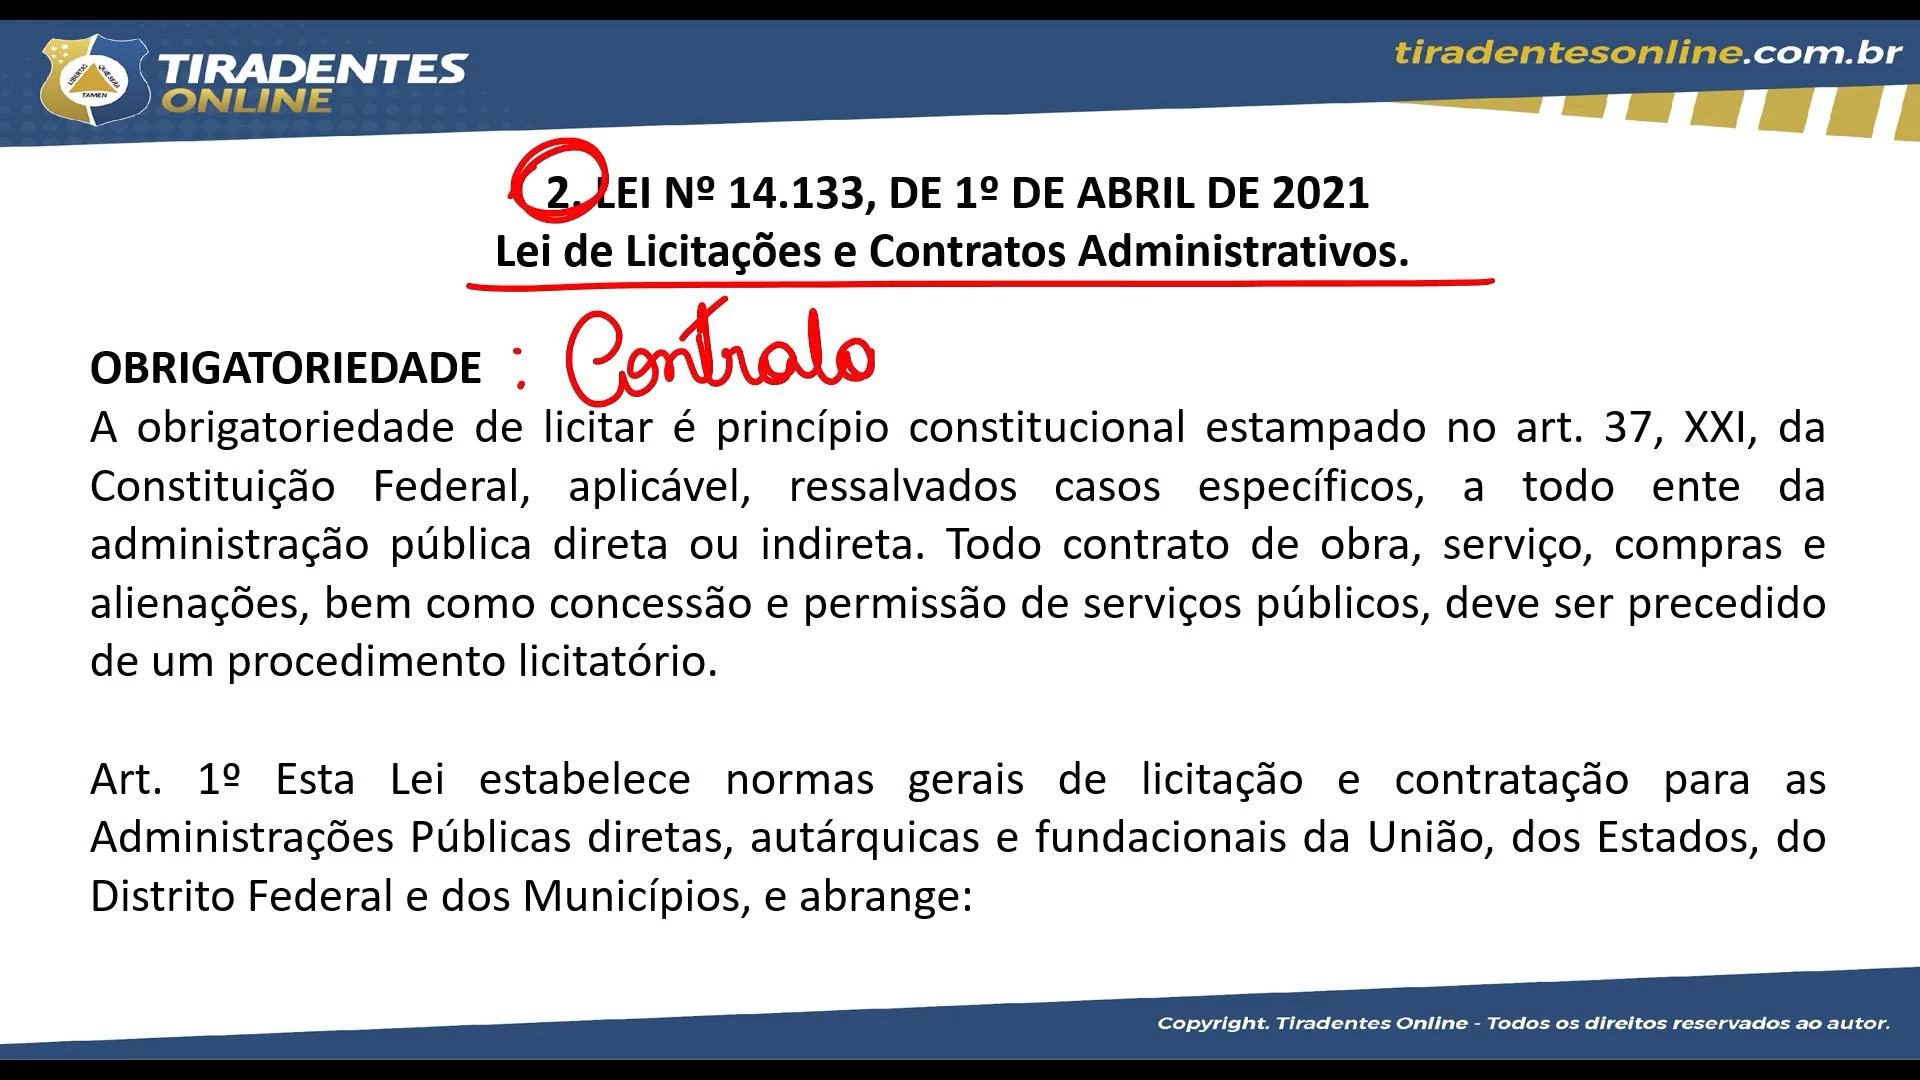 TIRADENTES
ONLINE
LIBERTAS QUE SERA
TAMEN
tiradentesonline.com.br
2. LEI Nº 14.133, DE 1º DE ABRIL DE 2021
Lei de Licitações e Contratos Administrativos.
OBRIGATORIEDADE : Contrato
A obrigatoriedade de licitar é princípio constitucional estampado no art. 37, XXI, da
Constituição Federal, aplicável, ressalvados casos específicos, a todo ente da
administração pública direta ou indireta. Todo contrato de obra, serviço, compras e
alienações, bem como concessão e permissão de serviços públicos, deve ser precedido
de um procedimento licitatório.
Art. 1º Esta Lei estabelece normas gerais de licitação e contratação para as
Administrações Públicas diretas, autárquicas e fundacionais da União, dos Estados, do
Distrito Federal e dos Municípios, e abrange:
Copyright. Tiradentes Online - Todos os direitos reservados ao autor.